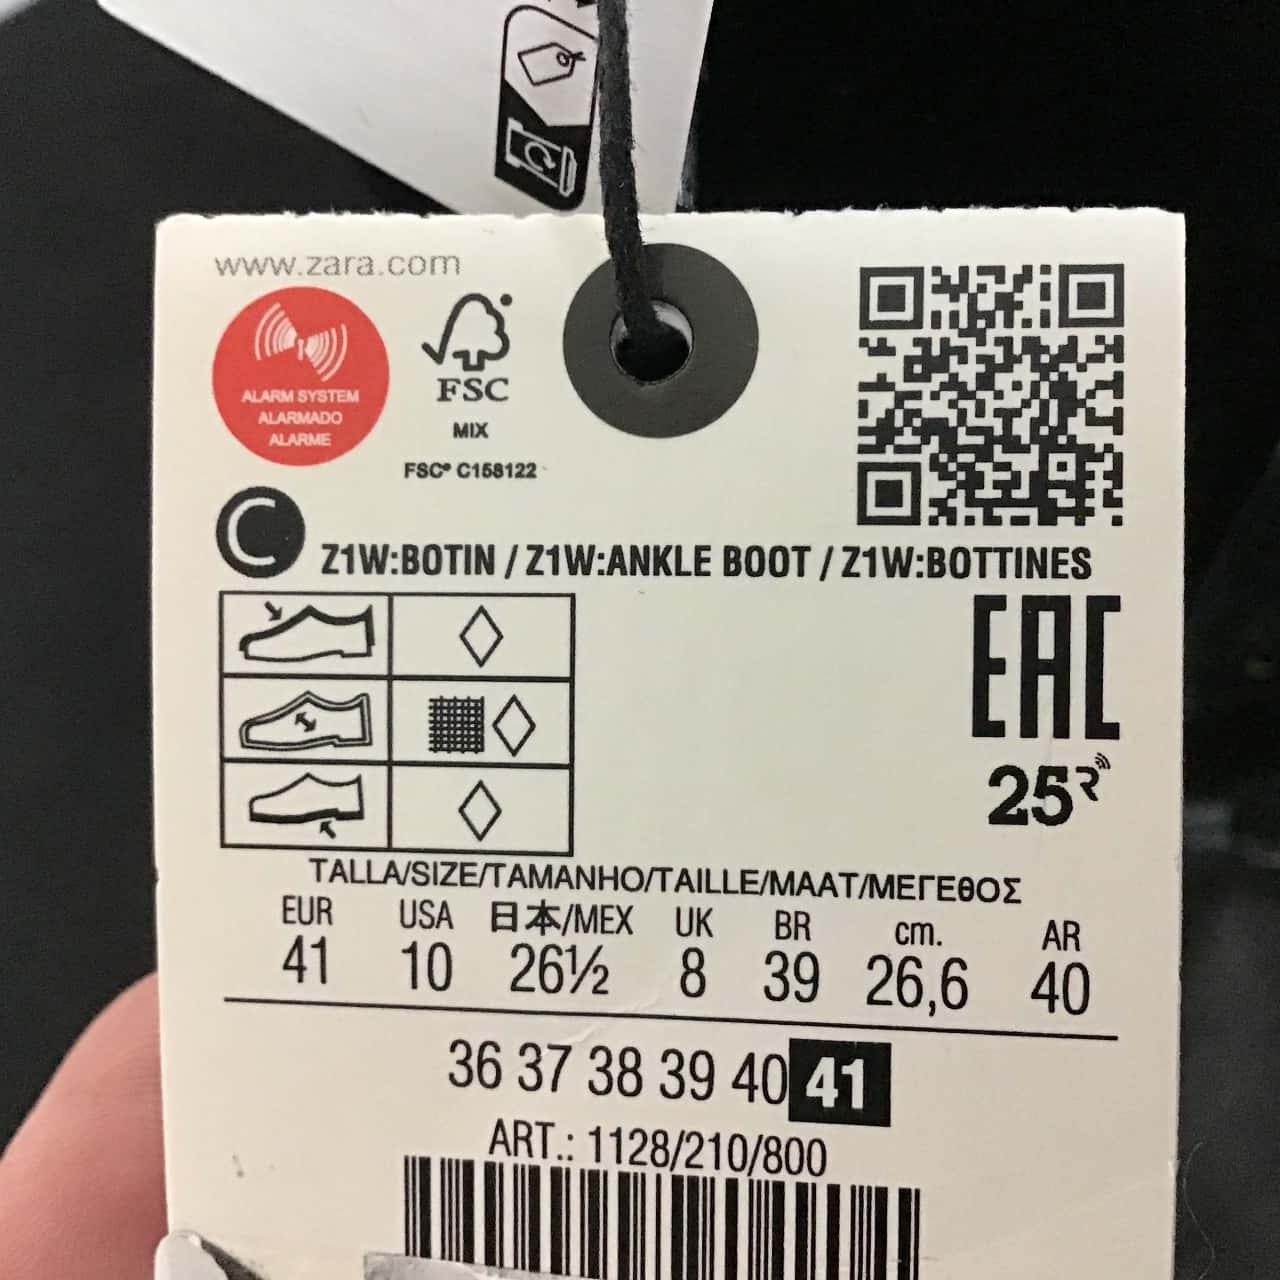 www.zara.com
ALARM SYSTEM
ALARMADO
ALARME
FSC
MIX
FSC® C158122
C
Z1W:BOTIN / Z1W:ANKLE BOOT / Z1W:BOTTINES
EAC
25R
TALLA/SIZE/TAMANHO/TAILLE/MAAT/ΜΕΓΕΘΟΣ
EUR USA 日本/MEX UK BR cm. AR
41 10 26½ 8 39 26,6 40
36 37 38 39 40 41
ART.: 1128/210/800